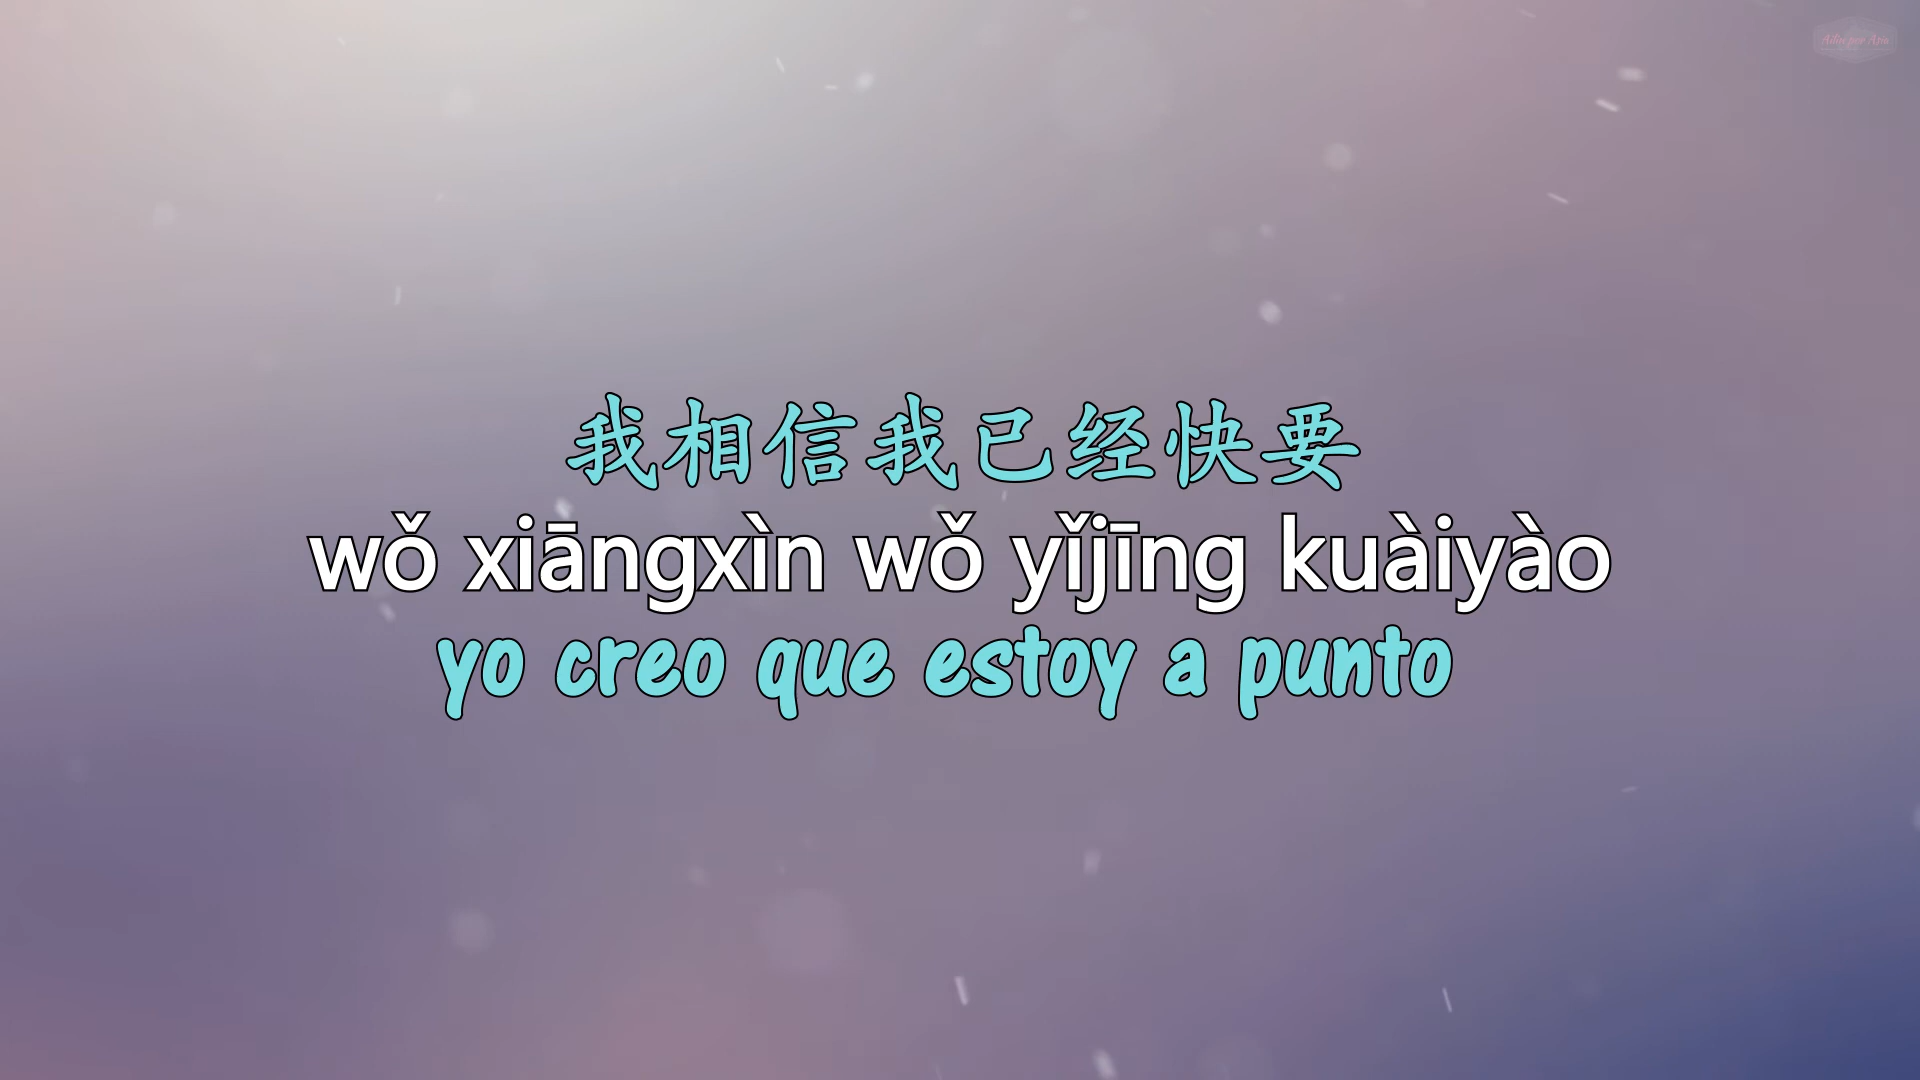 我相信我已经快要
wǒ xiāngxìn wǒ yǐjīng kuàiyào
yo creo que estoy a punto